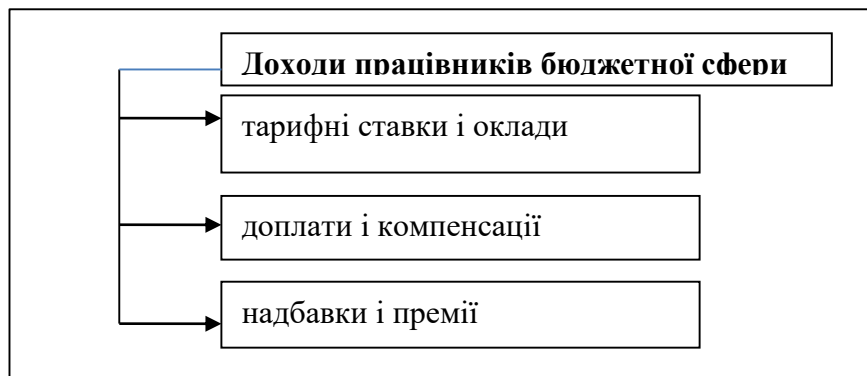 Доходи працівників бюджетної сфери
тарифні ставки і оклади
доплати і компенсації
надбавки і премії